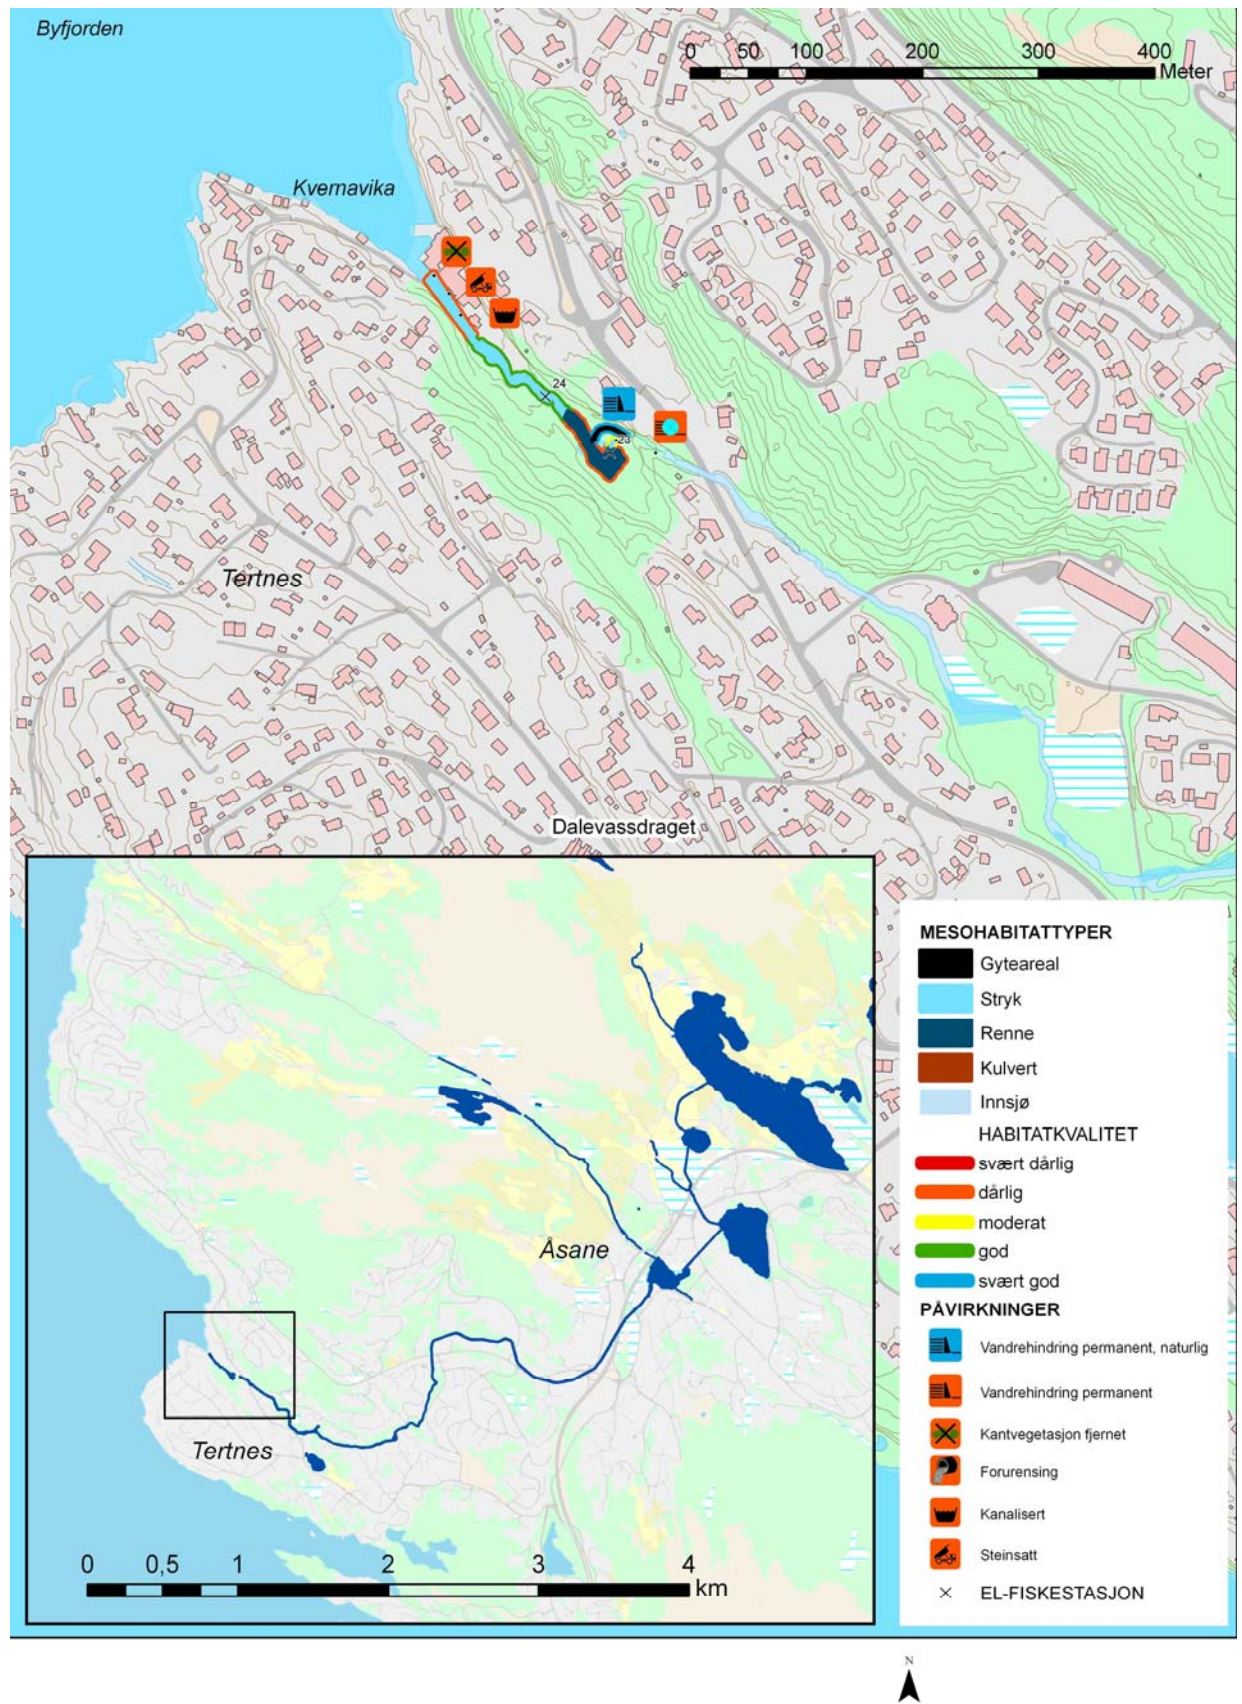 Byfjorden
0 50 100 200 300 400
Meter
Kvernavika
24
23
Tertnes
Dalevassdraget
Åsane
Tertnes
0 0,5 1 2 3 4
km
MESOHABITATTYPER
Gyteareal
Stryk
Renne
Kulvert
Innsjø
HABITATKVALITET
svært dårlig
dårlig
moderat
god
svært god
PÅVIRKNINGER
Vandrehindring permanent, naturlig
Vandrehindring permanent
Kantvegetasjon fjernet
Forurensing
Kanalisert
Steinsatt
EL-FISKESTASJON
N